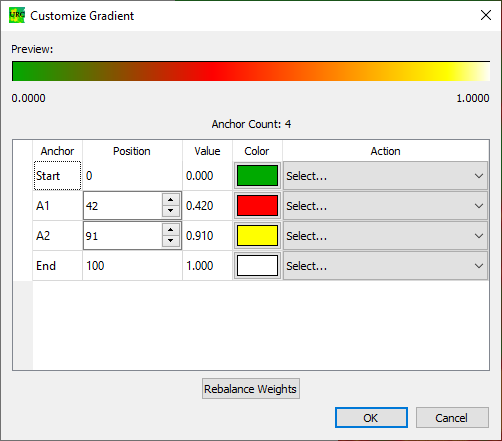 URC
Customize Gradient
Preview:
0.0000 1.0000
Anchor Count: 4
Anchor Position Value Color Action
Start 0 0.000 Select...
A1 42 0.420 Select...
A2 91 0.910 Select...
End 100 1.000 Select...
Rebalance Weights
OK Cancel